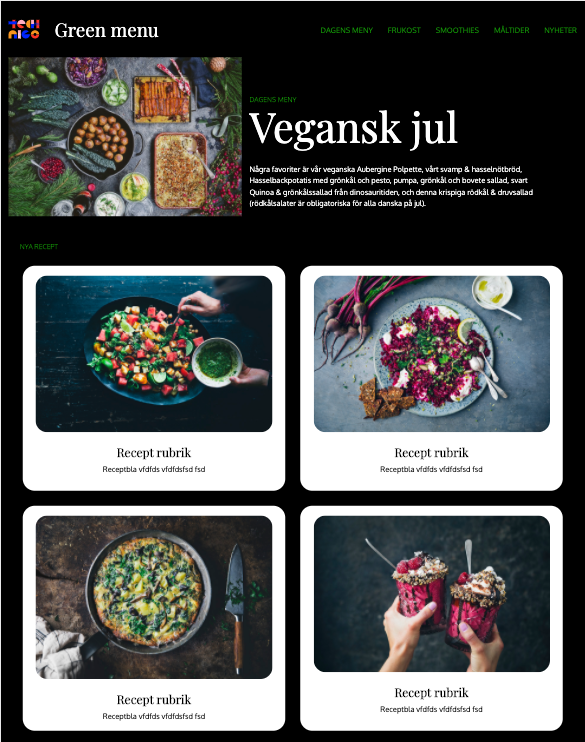 TECH
NIGO
Green menu
DAGENS MENY FRUKOST SMOOTHIES MÅLTIDER NYHETER
DAGENS MENY
Vegansk jul
Några favoriter är vår veganska Aubergine Polpette, vårt svamp & hasselnötbröd,
Hasselbackpotatis med grönkål och pesto, pumpa, grönkål och bovete sallad, svart
Quinoa & grönkålssallad från dinosauritiden, och denna krispiga rödkål & druvsallad
(rödkålsalater är obligatoriska för alla danska på jul).
NYA RECEPT
Recept rubrik
Receptbla vfdfds vfdfdsfsd fsd
Recept rubrik
Receptbla vfdfds vfdfdsfsd fsd
Recept rubrik
Receptbla vfdfds vfdfdsfsd fsd
Recept rubrik
Receptbla vfdfds vfdfdsfsd fsd